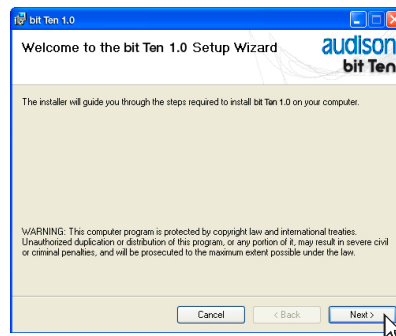 bit Ten 1.0
Welcome to the bit Ten 1.0 Setup Wizard
audison
bit Ten
The installer will guide you through the steps required to install bit Ten 1.0 on your computer.
WARNING: This computer program is protected by copyright law and international treaties.
Unauthorized duplication or distribution of this program, or any portion of it, may result in severe civil
or criminal penalties, and will be prosecuted to the maximum extent possible under the law.
Cancel < Back Next >